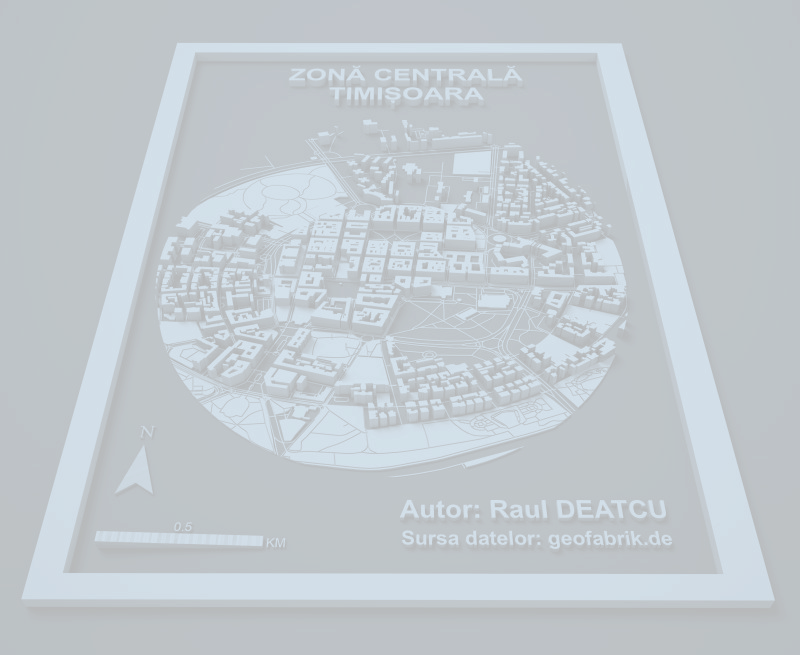 ZONĂ CENTRALĂ
TIMIȘOARA
N
0.5
KM
Autor: Raul DEATCU
Sursa datelor: geofabrik.de